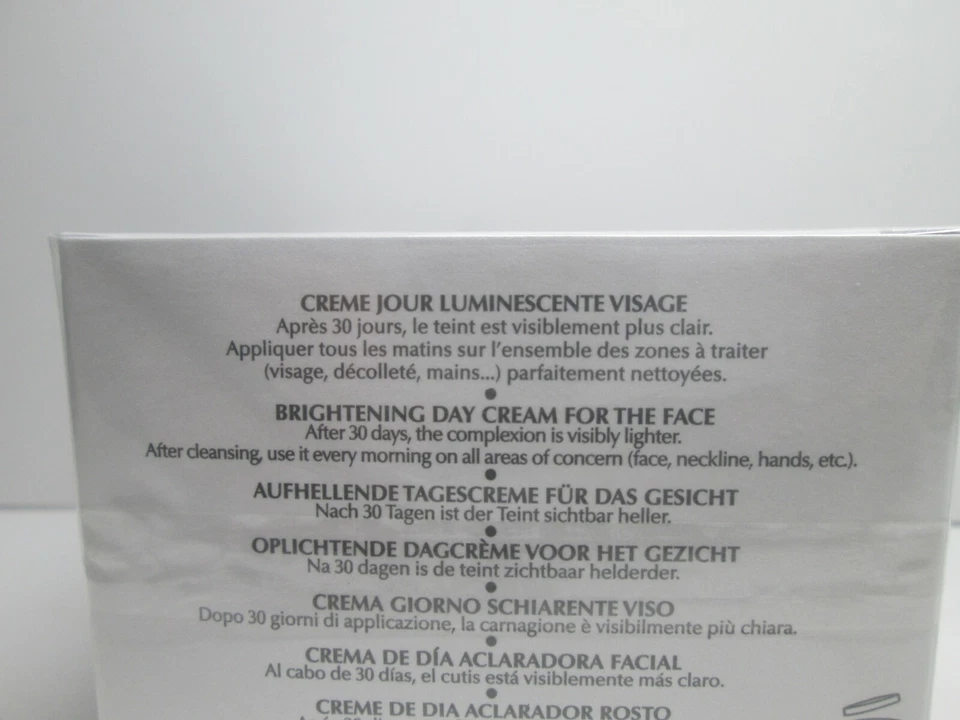 CREME JOUR LUMINESCENTE VISAGE
Après 30 jours, le teint est visiblement plus clair.
Appliquer tous les matins sur l'ensemble des zones à traiter
(visage, décolleté, mains...) parfaitement nettoyées.
•
BRIGHTENING DAY CREAM FOR THE FACE
After 30 days, the complexion is visibly lighter.
After cleansing, use it every morning on all areas of concern (face, neckline, hands, etc.).
•
AUFHELLENDE TAGESCREME FÜR DAS GESICHT
Nach 30 Tagen ist der Teint sichtbar heller.
•
OPLICHTENDE DAGCRÈME VOOR HET GEZICHT
Na 30 dagen is de teint zichtbaar helderder.
•
CREMA GIORNO SCHIARENTE VISO
Dopo 30 giorni di applicazione, la carnagione è visibilmente più chiara.
•
CREMA DE DÍA ACLARADORA FACIAL
Al cabo de 30 días, el cutis está visiblemente más claro.
•
CREME DE DIA ACLARADOR ROSTO